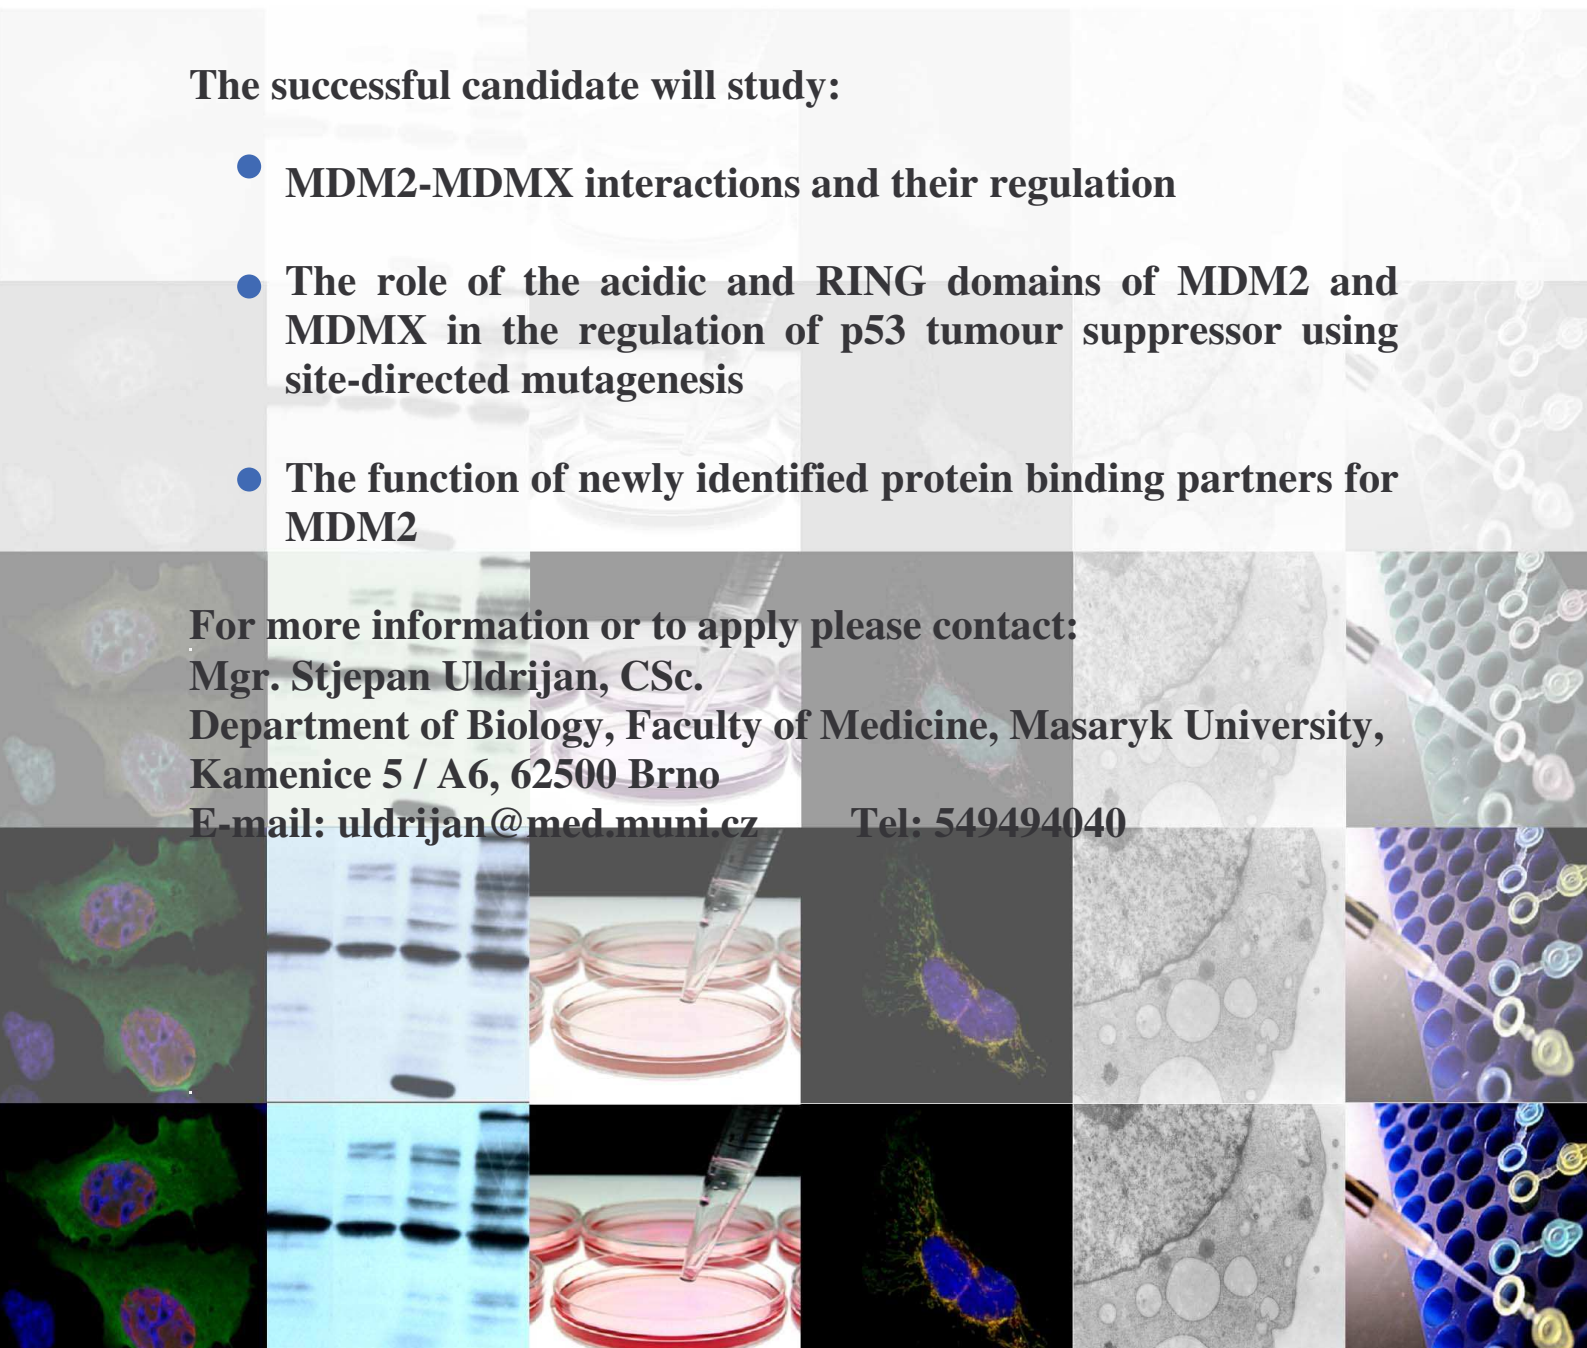 The successful candidate will study:
MDM2-MDMX interactions and their regulation
The role of the acidic and RING domains of MDM2 and
MDMX in the regulation of p53 tumour suppressor using
site-directed mutagenesis
The function of newly identified protein binding partners for
MDM2
For more information or to apply please contact:
Mgr. Stjepan Uldrijan, CSc.
Department of Biology, Faculty of Medicine, Masaryk University,
Kamenice 5 / A6, 62500 Brno
E-mail: uldrijan@med.muni.cz Tel: 549494040